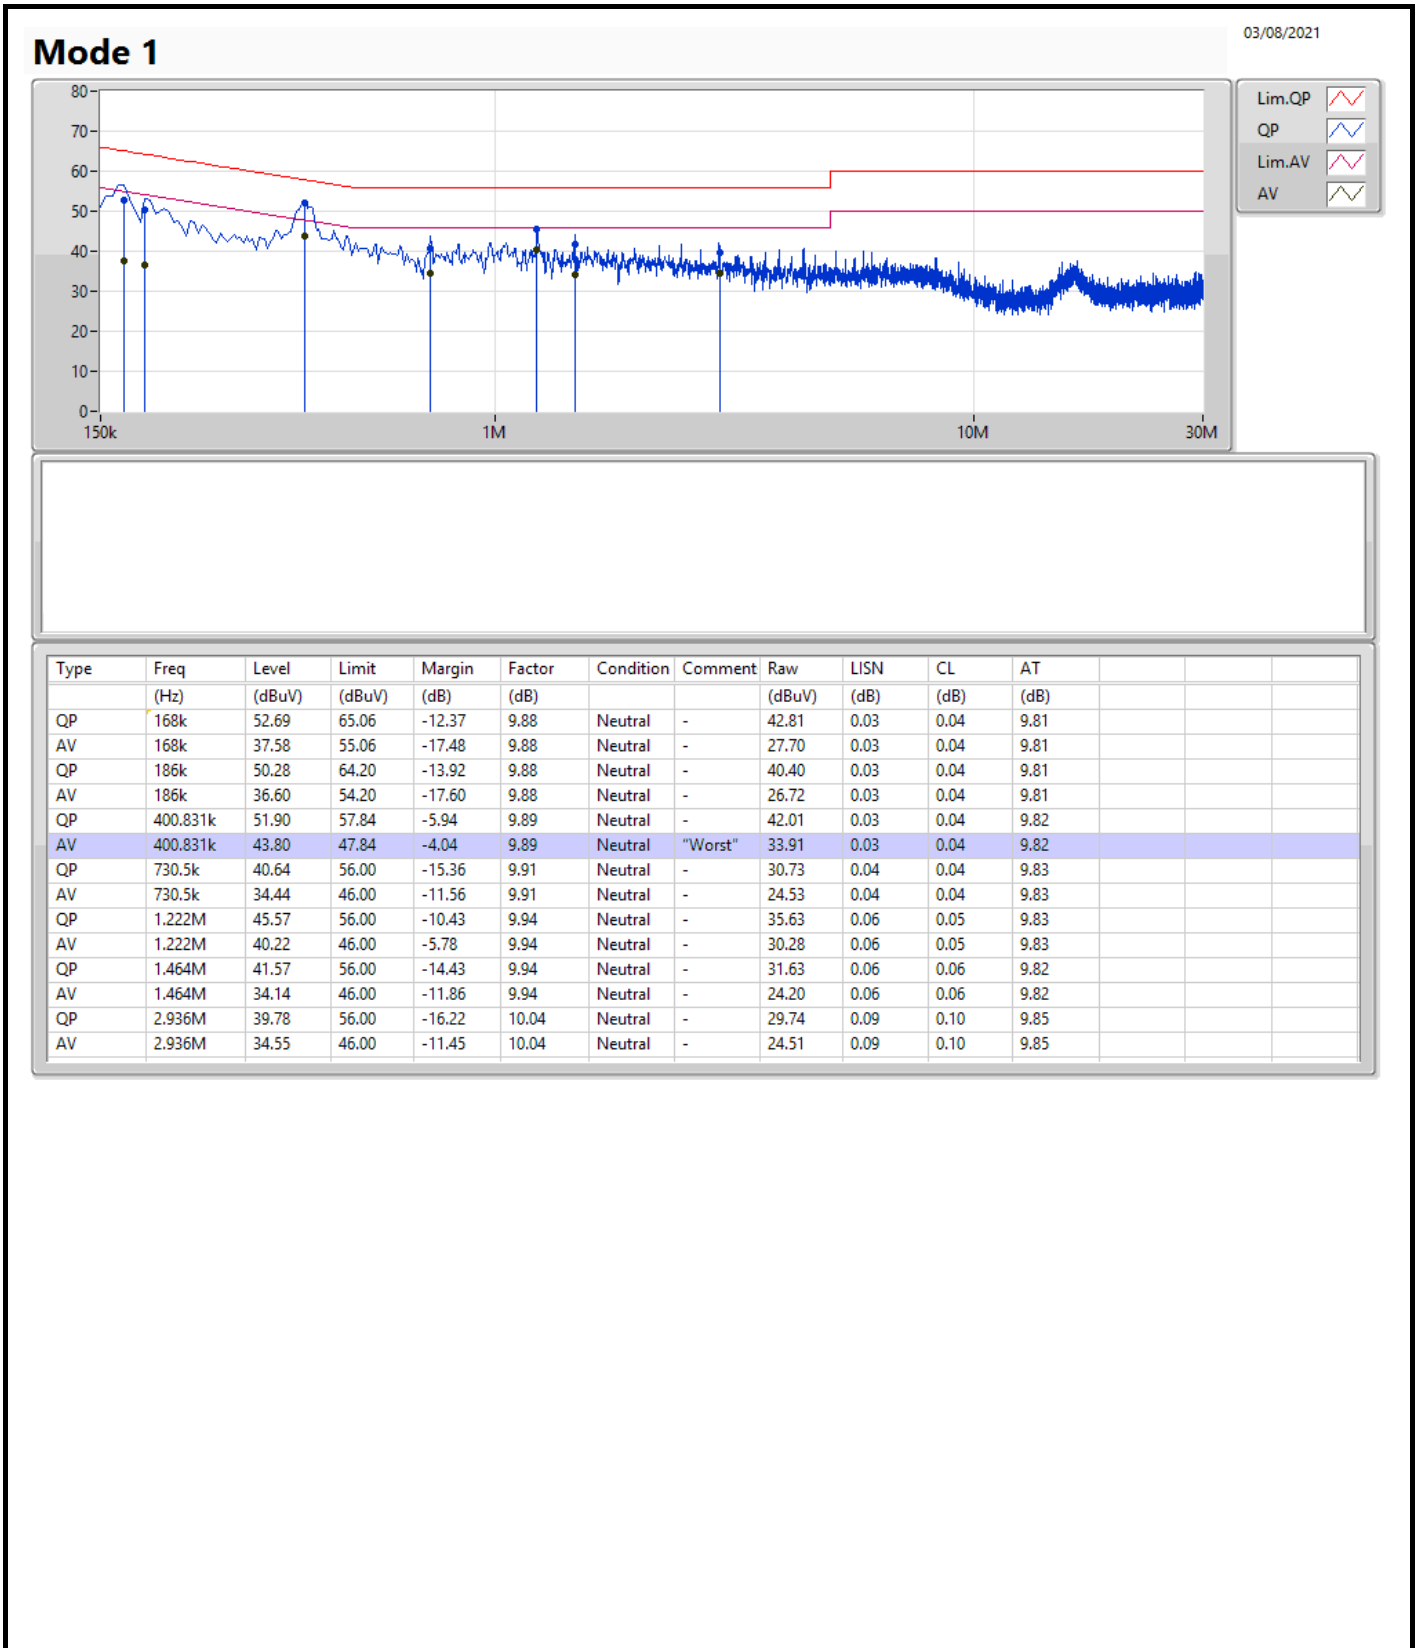 03/08/2021
Mode 1
80
70
60
50
40
30
20
10
0
150k 1M 10M 30M
Lim.QP
QP
Lim.AV
AV
Type Freq Level Limit Margin Factor Condition Comment Raw LISN CL AT
(Hz) (dBuV) (dBuV) (dB) (dB) (dBuV) (dB) (dB) (dB)
QP 168k 52.69 65.06 -12.37 9.88 Neutral - 42.81 0.03 0.04 9.81
AV 168k 37.58 55.06 -17.48 9.88 Neutral - 27.70 0.03 0.04 9.81
QP 186k 50.28 64.20 -13.92 9.88 Neutral - 40.40 0.03 0.04 9.81
AV 186k 36.60 54.20 -17.60 9.88 Neutral - 26.72 0.03 0.04 9.81
QP 400.831k 51.90 57.84 -5.94 9.89 Neutral - 42.01 0.03 0.04 9.82
AV 400.831k 43.80 47.84 -4.04 9.89 Neutral "Worst" 33.91 0.03 0.04 9.82
QP 730.5k 40.64 56.00 -15.36 9.91 Neutral - 30.73 0.04 0.04 9.83
AV 730.5k 34.44 46.00 -11.56 9.91 Neutral - 24.53 0.04 0.04 9.83
QP 1.222M 45.57 56.00 -10.43 9.94 Neutral - 35.63 0.06 0.05 9.83
AV 1.222M 40.22 46.00 -5.78 9.94 Neutral - 30.28 0.06 0.05 9.83
QP 1.464M 41.57 56.00 -14.43 9.94 Neutral - 31.63 0.06 0.06 9.82
AV 1.464M 34.14 46.00 -11.86 9.94 Neutral - 24.20 0.06 0.06 9.82
QP 2.936M 39.78 56.00 -16.22 10.04 Neutral - 29.74 0.09 0.10 9.85
AV 2.936M 34.55 46.00 -11.45 10.04 Neutral - 24.51 0.09 0.10 9.85